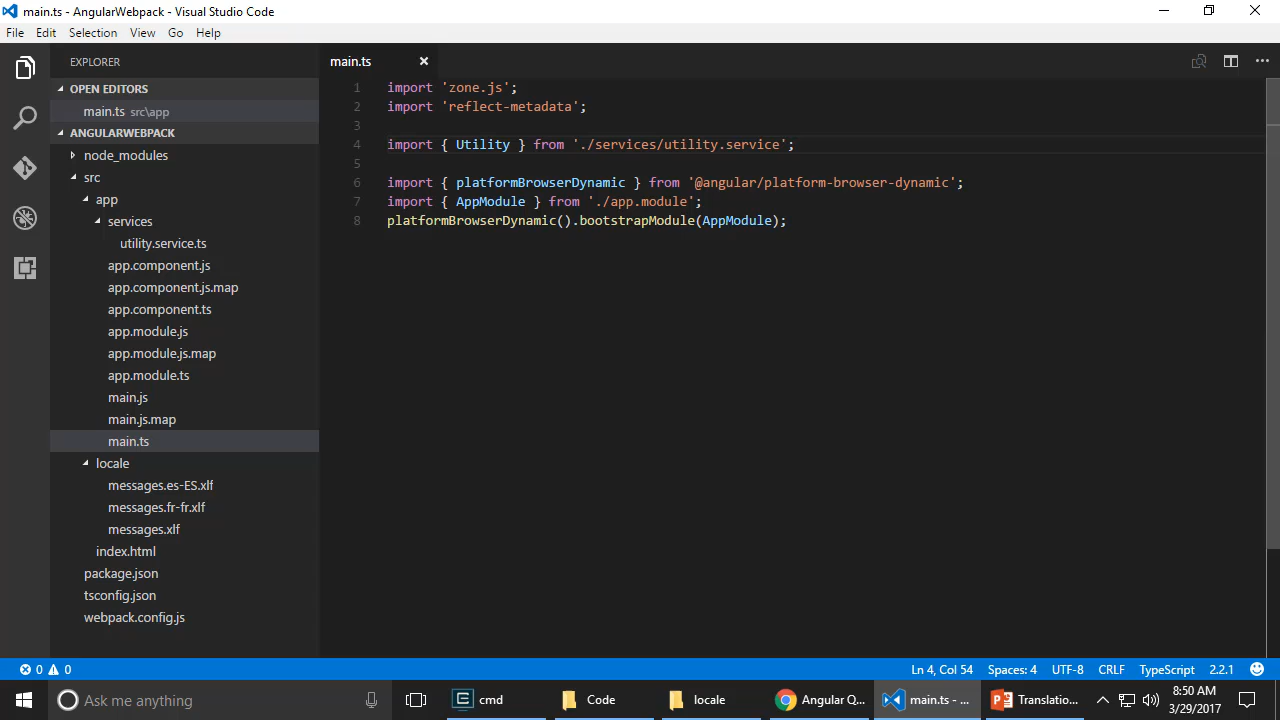 main.ts - AngularWebpack - Visual Studio Code
File Edit Selection View Go Help
EXPLORER
OPEN EDITORS
main.ts src\app
ANGULARWEBPACK
node_modules
src
app
services
utility.service.ts
app.component.js
app.component.js.map
app.component.ts
app.module.js
app.module.js.map
app.module.ts
main.js
main.js.map
main.ts
locale
messages.es-ES.xlf
messages.fr-fr.xlf
messages.xlf
index.html
package.json
tsconfig.json
webpack.config.js
main.ts
1 import 'zone.js';
2 import 'reflect-metadata';
3
4 import { Utility } from './services/utility.service';
5
6 import { platformBrowserDynamic } from '@angular/platform-browser-dynamic';
7 import { AppModule } from './app.module';
8 platformBrowserDynamic().bootstrapModule(AppModule);
0 0 Ln 4, Col 54 Spaces: 4 UTF-8 CRLF TypeScript 2.2.1
Ask me anything cmd Code locale Angular Q... main.ts - ... Translatio... 8:50 AM
3/29/2017